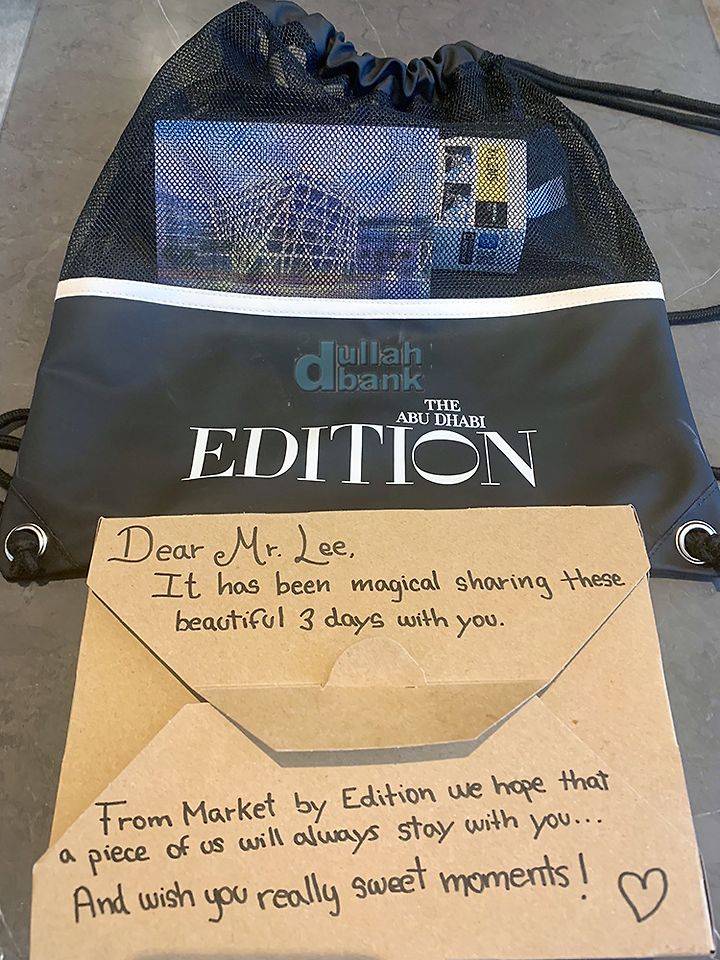 dullah
bank
THE
ABU DHABI
EDITION
Dear Mr. Lee,
It has been magical sharing these
beautiful 3 days with you.
From Market by Edition we hope that
a piece of us will always stay with you...
And wish you really sweet moments!